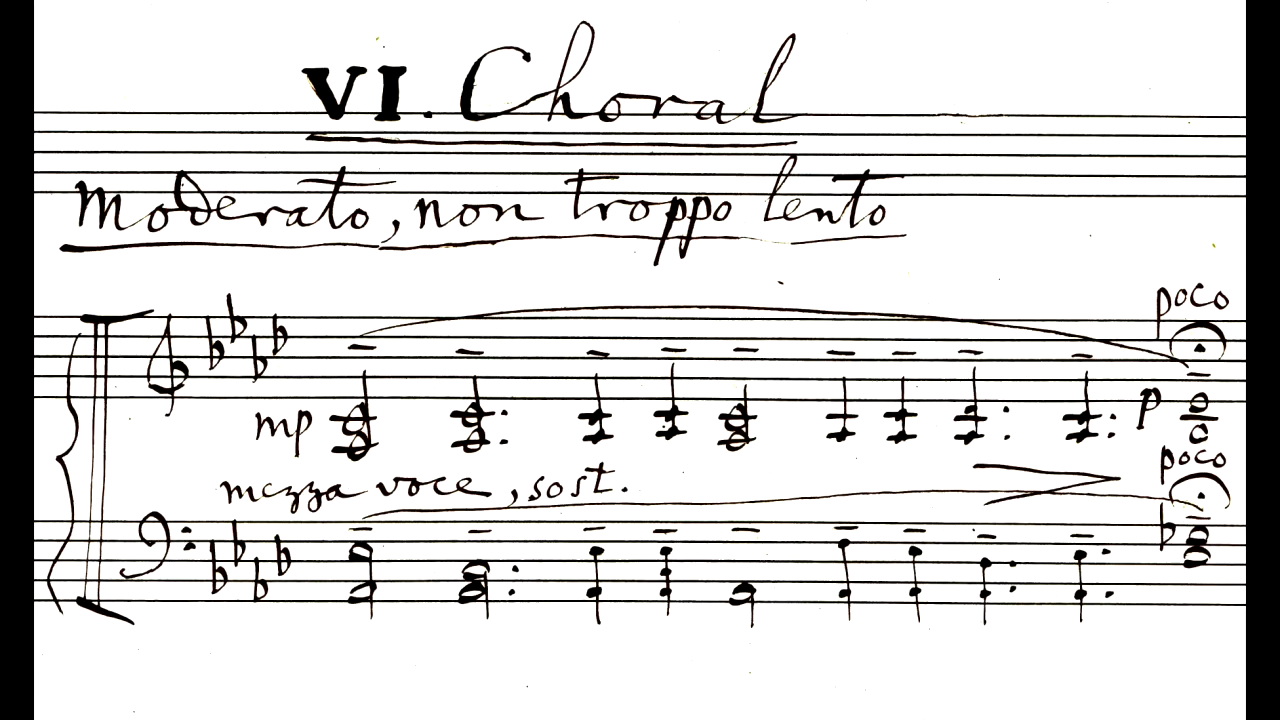 VI. Choral
Moderato, non troppo lento
poco
mp
p
poco
mezza voce, sost.